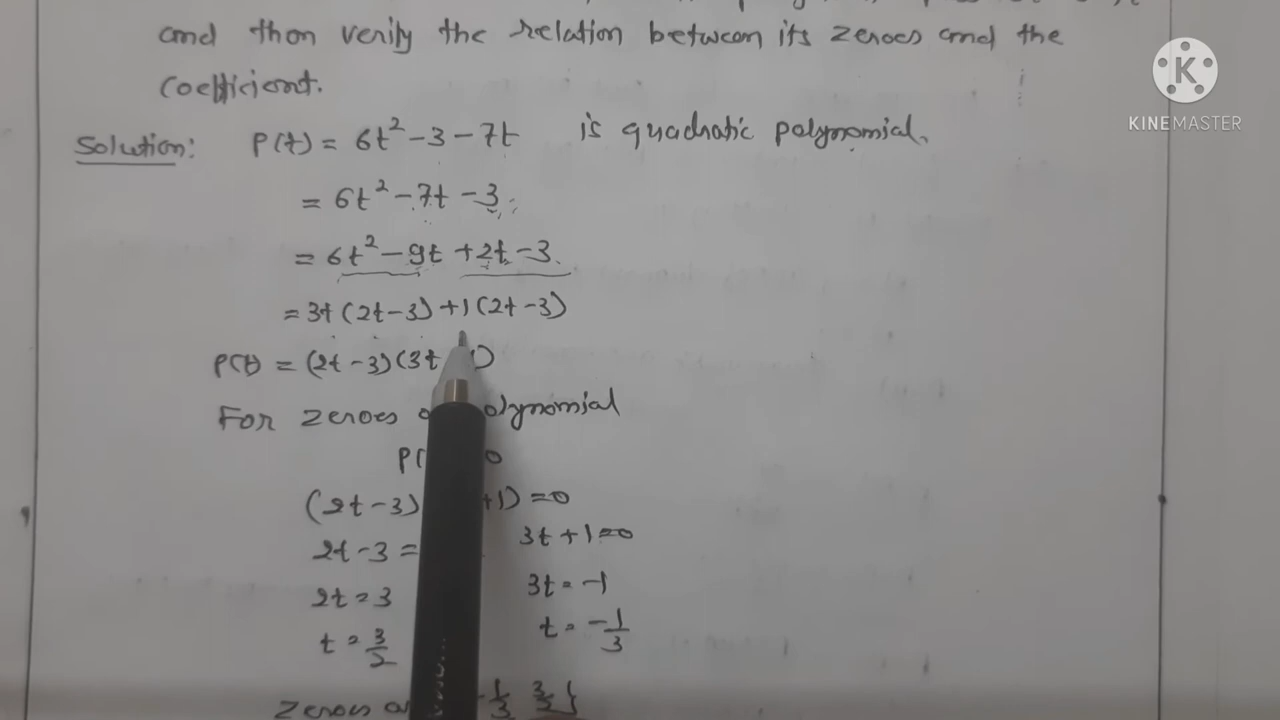 and then verify the relation between its zeroes and the
coefficient.
KINEMASTER
Solution: P(t) = 6t² - 3 - 7t is quadratic polynomial.
= 6t² - 7t - 3
= 6t² - 9t + 2t - 3
= 3t (2t - 3) + 1 (2t - 3)
P(t) = (2t - 3)(3t )
For zeroes polynomial
P( 0
(2t - 3) +1) = 0
2t - 3 = 3t + 1 = 0
2t = 3 3t = -1
t = 3/2 t = -1/3
zeroes -1/3 3/2 }